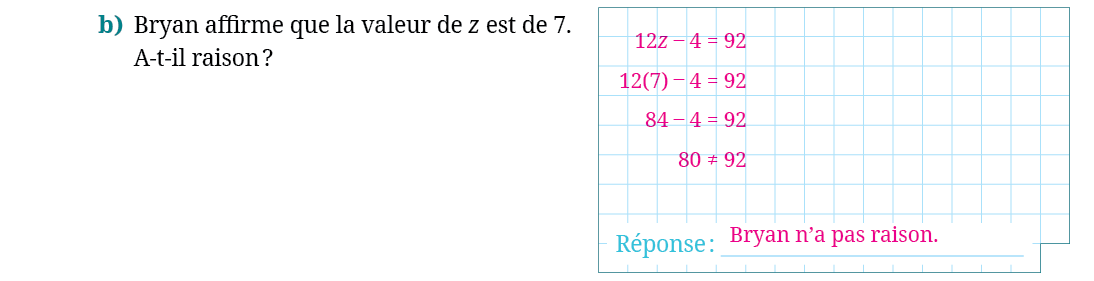 b) Bryan affirme que la valeur de z est de 7.
A-t-il raison ?
12z – 4 = 92
12(7) – 4 = 92
84 – 4 = 92
80 ≠ 92
Réponse : Bryan n’a pas raison.